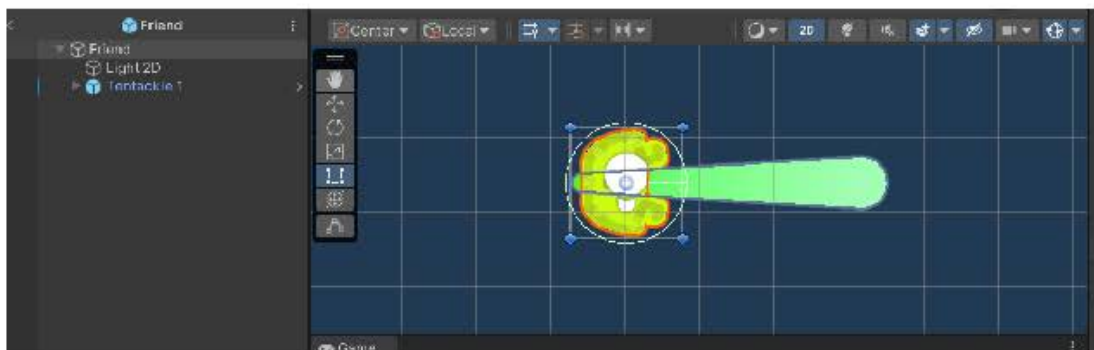 Friend
Center Local 2D
Friend
Light 2D
Tentackle 1
Game